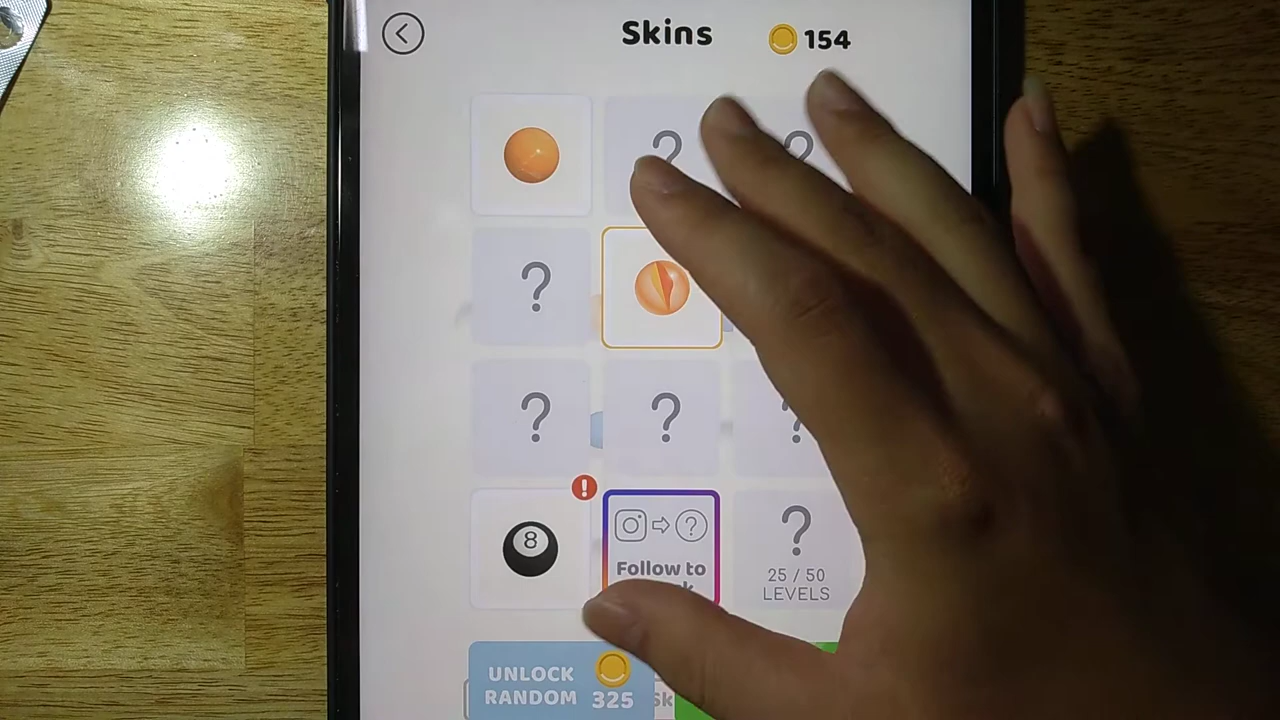 Skins
154
? ?
?
? ? ?
!
8
?
Follow to
?
25 / 50
LEVELS
UNLOCK
RANDOM 325